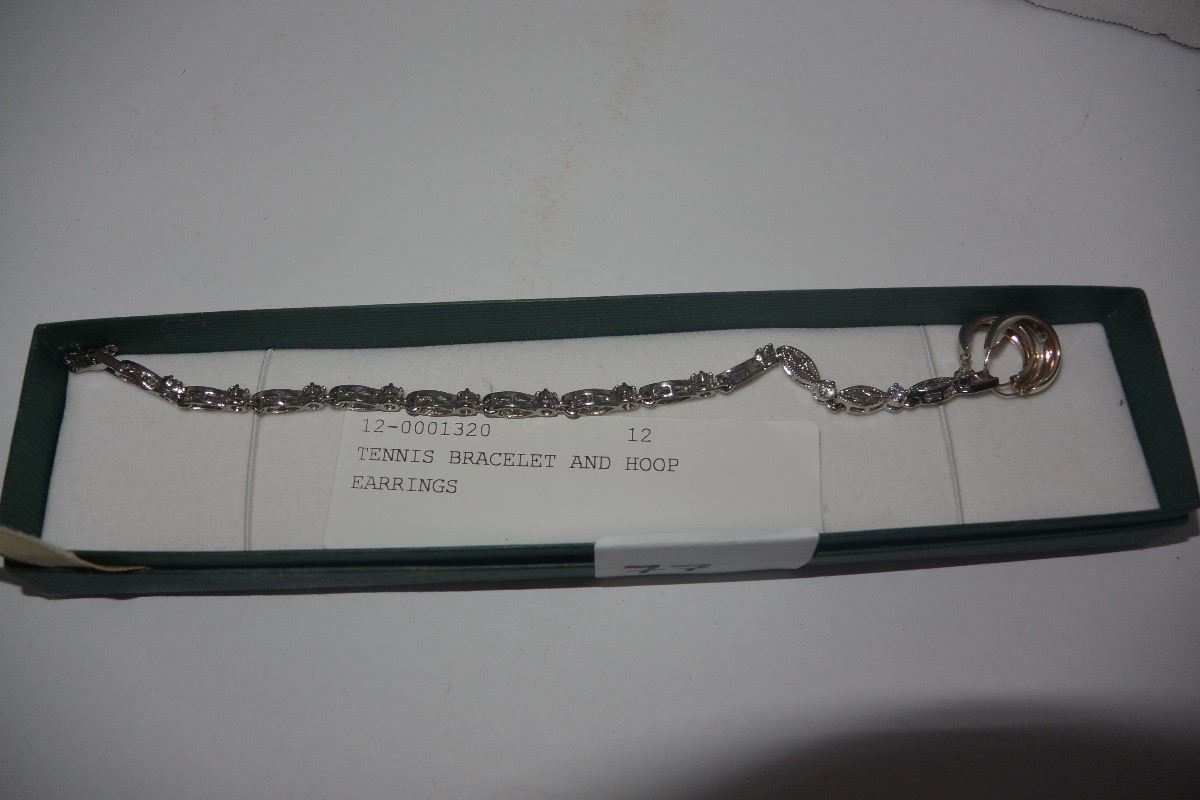 12-0001320 12
TENNIS BRACELET AND HOOP
EARRINGS